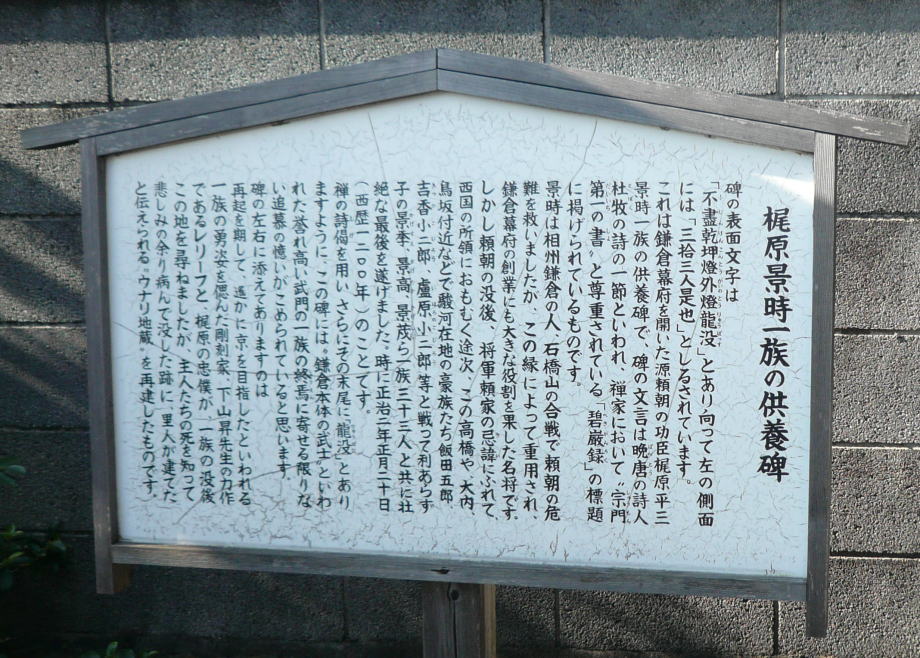 梶原景時一族の供養碑
碑の表面文字は
「不盡乾坤燈外燈龍没」とあり向って左の側面
には「三拾三人是也」としるされています。
これは鎌倉幕府を開いた源頼朝の功臣梶原平三
景時一族の供養碑で、碑の文言は晩唐の詩人
杜牧の詩の一節といわれ、禅家において〝宗門
第一の書〟と尊重されている「碧巌録」の標題
に掲げられているものです。
景時は相州鎌倉の人、石橋山の合戦で頼朝の危
難を救いましたが、この縁によって重用され、
鎌倉幕府の創業にも大きな役割を果した名将です。
しかし頼朝の没後、将軍頼家の忌諱にふれて、
西国の所領におもむく途次、この高橋や、大内
鳥坂付近などで駿河在地の豪族たち飯田五郎
吉香小二郎、盧原小二郎等と戦って利あらず
子の景季、景高、景茂ら一族三十三人と共に壮
絶な最後を遂げました。時に正治二年正月二十日
(西歴一二〇〇年)のことです。
禅の詩偈を用い、さらにその末尾に〝龍没〟とあり
ますように、この碑には〝鎌倉本体の武士〟といわ
れた誉れ高い武門の一族の終焉に寄せる限りな
い追慕の憶いがこめられていると思います。
碑の左右に添えてありますのは
再起を期して、遙かに京を目指したといわれる
一族の勇姿を偲んだ剛刻家、下山昇先生の力作
であるレリーフと、梶原の忠僕が、一族の没後
この地を尋ねましたが、主人たちの死を知って
悲しみの余り病んで没した跡に、里人が建てた
と伝えられる〝ウナリ地蔵〟を再建したものです。